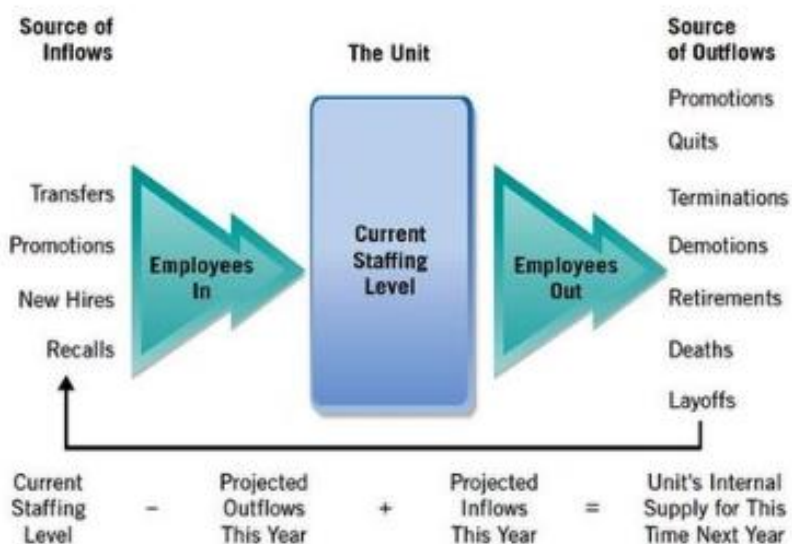 Source of
Inflows
The Unit
Source
of Outflows
Transfers
Promotions
New Hires
Recalls
Employees
In
Current
Staffing
Level
Employees
Out
Promotions
Quits
Terminations
Demotions
Retirements
Deaths
Layoffs
Current
Staffing
Level
-
Projected
Outflows
This Year
+
Projected
Inflows
This Year
=
Unit's Internal
Supply for This
Time Next Year